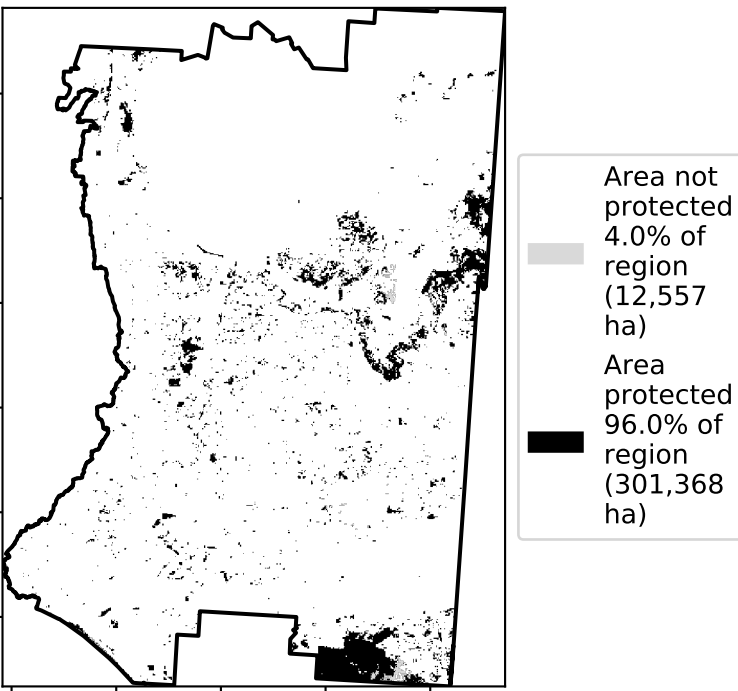 Area not
protected
4.0% of
region
(12,557
ha)
Area
protected
96.0% of
region
(301,368
ha)